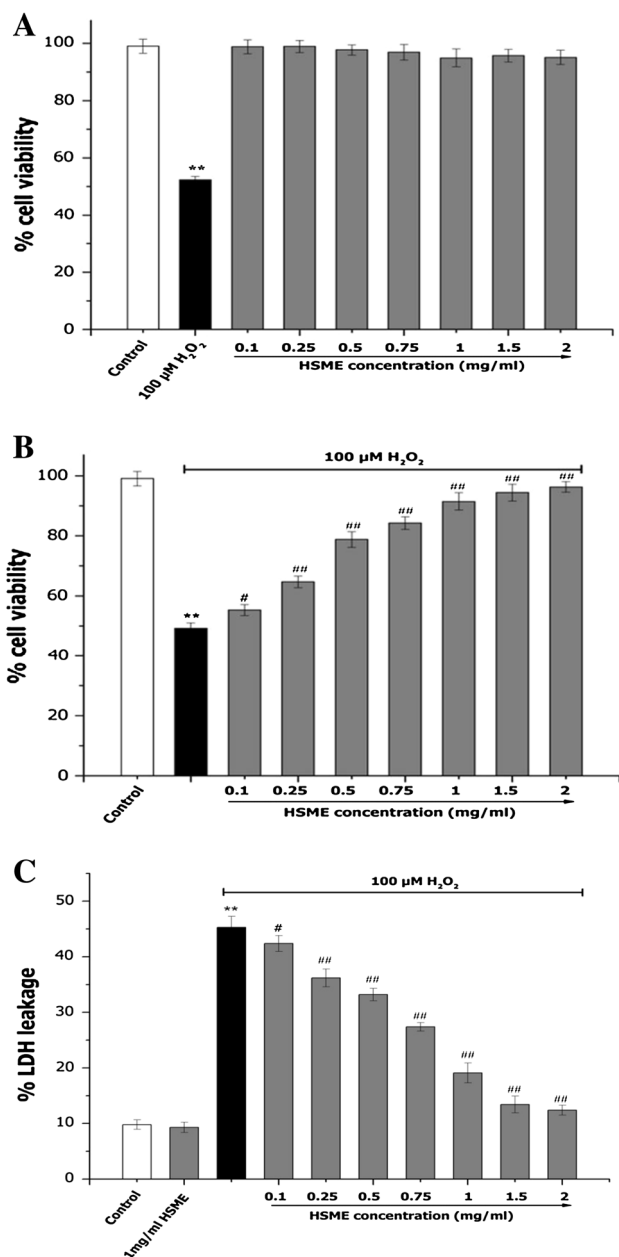 A
% cell viability
100
80
60
40
20
0
**
Control
100 µM H₂O₂
0.1 0.25 0.5 0.75 1 1.5 2
HSME concentration (mg/ml)
B
100 µM H₂O₂
% cell viability
100
80
60
40
20
0
** # ## ## ## ## ## ##
Control
0.1 0.25 0.5 0.75 1 1.5 2
HSME concentration (mg/ml)
C
100 µM H₂O₂
% LDH leakage
50
40
30
20
10
0
** # ## ## ## ## ## ##
Control
1mg/ml HSME
0.1 0.25 0.5 0.75 1 1.5 2
HSME concentration (mg/ml)